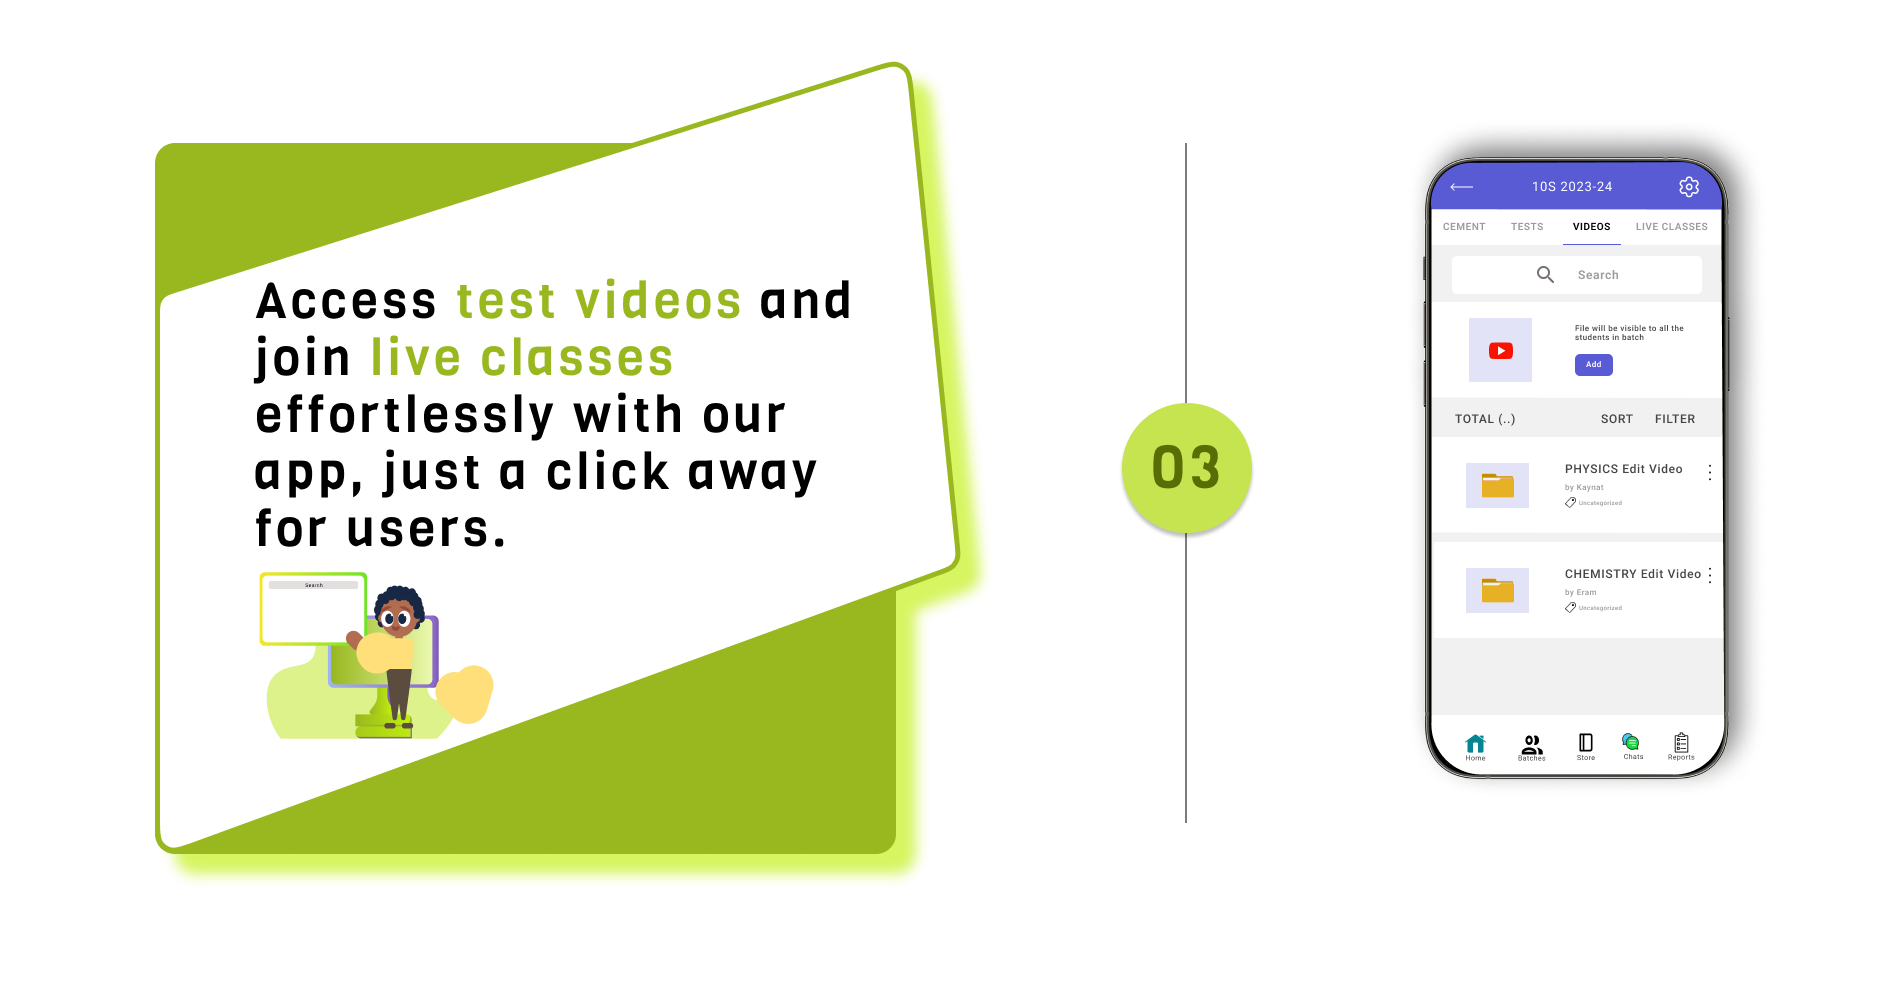 Access test videos and
join live classes
effortlessly with our
app, just a click away
for users.
Search
03
10S 2023-24
CEMENT TESTS VIDEOS LIVE CLASSES
Search
File will be visible to all the
students in batch
Add
TOTAL (..) SORT FILTER
PHYSICS Edit Video
by Kaynat
Uncategorized
CHEMISTRY Edit Video
by Eram
Uncategorized
Home Batches Store Chats Reports